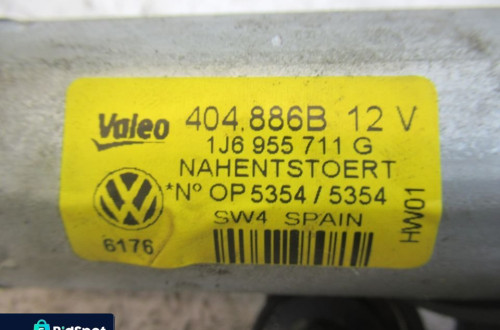 Valeo 404.886B 12 V
1J6 955 711 G
NAHENTSTOERT
*Nº OP 5354 / 5354
SW4 SPAIN
6176
HW01
BidSpot